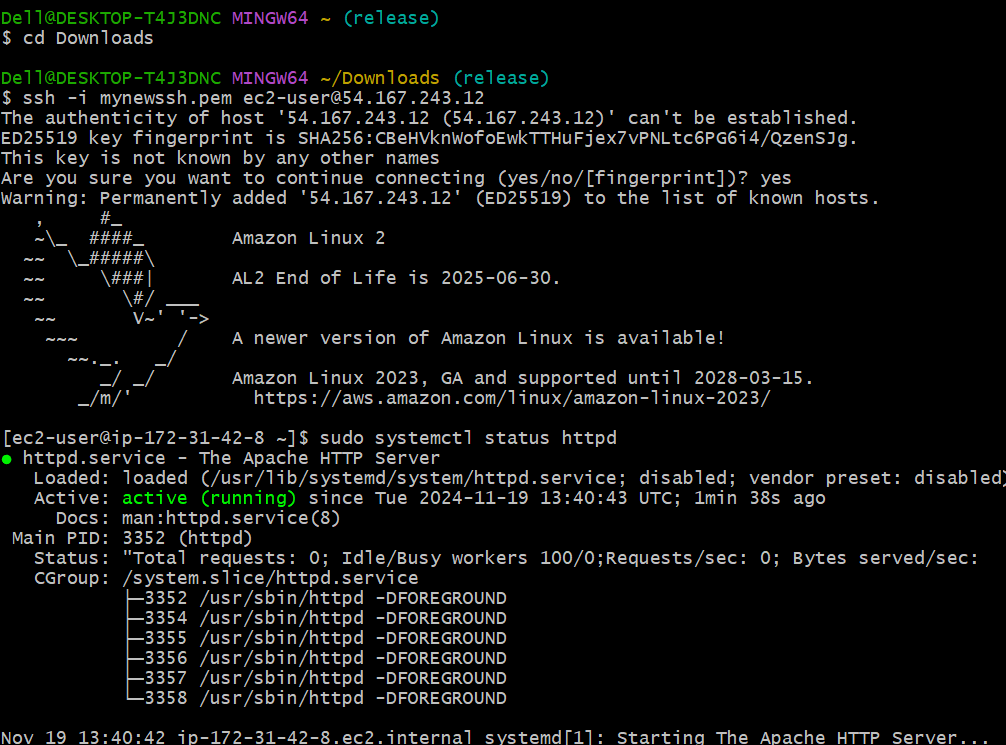 Dell@DESKTOP-T4J3DNC MINGW64 ~ (release)
$ cd Downloads
Dell@DESKTOP-T4J3DNC MINGW64 ~/Downloads (release)
$ ssh -i mynewssh.pem ec2-user@54.167.243.12
The authenticity of host '54.167.243.12 (54.167.243.12)' can't be established.
ED25519 key fingerprint is SHA256:CBeHVknWofoEwkTTHuFjex7vPNLtc6PG6i4/QzenSJg.
This key is not known by any other names
Are you sure you want to continue connecting (yes/no/[fingerprint])? yes
Warning: Permanently added '54.167.243.12' (ED25519) to the list of known hosts.
   ,     #_
   ~\_  ####_        Amazon Linux 2
  ~~  \_#####\
  ~~     \###|       AL2 End of Life is 2025-06-30.
  ~~       \#/ ___
   ~~       V~' '->
    ~~~         /    A newer version of Amazon Linux is available!
      ~~._.   _/
         _/ _/       Amazon Linux 2023, GA and supported until 2028-03-15.
       _/m/'           https://aws.amazon.com/linux/amazon-linux-2023/
[ec2-user@ip-172-31-42-8 ~]$ sudo systemctl status httpd
● httpd.service - The Apache HTTP Server
   Loaded: loaded (/usr/lib/systemd/system/httpd.service; disabled; vendor preset: disabled)
   Active: active (running) since Tue 2024-11-19 13:40:43 UTC; 1min 38s ago
     Docs: man:httpd.service(8)
 Main PID: 3352 (httpd)
   Status: "Total requests: 0; Idle/Busy workers 100/0;Requests/sec: 0; Bytes served/sec:
   CGroup: /system.slice/httpd.service
           ├─3352 /usr/sbin/httpd -DFOREGROUND
           ├─3354 /usr/sbin/httpd -DFOREGROUND
           ├─3355 /usr/sbin/httpd -DFOREGROUND
           ├─3356 /usr/sbin/httpd -DFOREGROUND
           ├─3357 /usr/sbin/httpd -DFOREGROUND
           └─3358 /usr/sbin/httpd -DFOREGROUND
Nov 19 13:40:42 ip-172-31-42-8.ec2.internal systemd[1]: Starting The Apache HTTP Server...